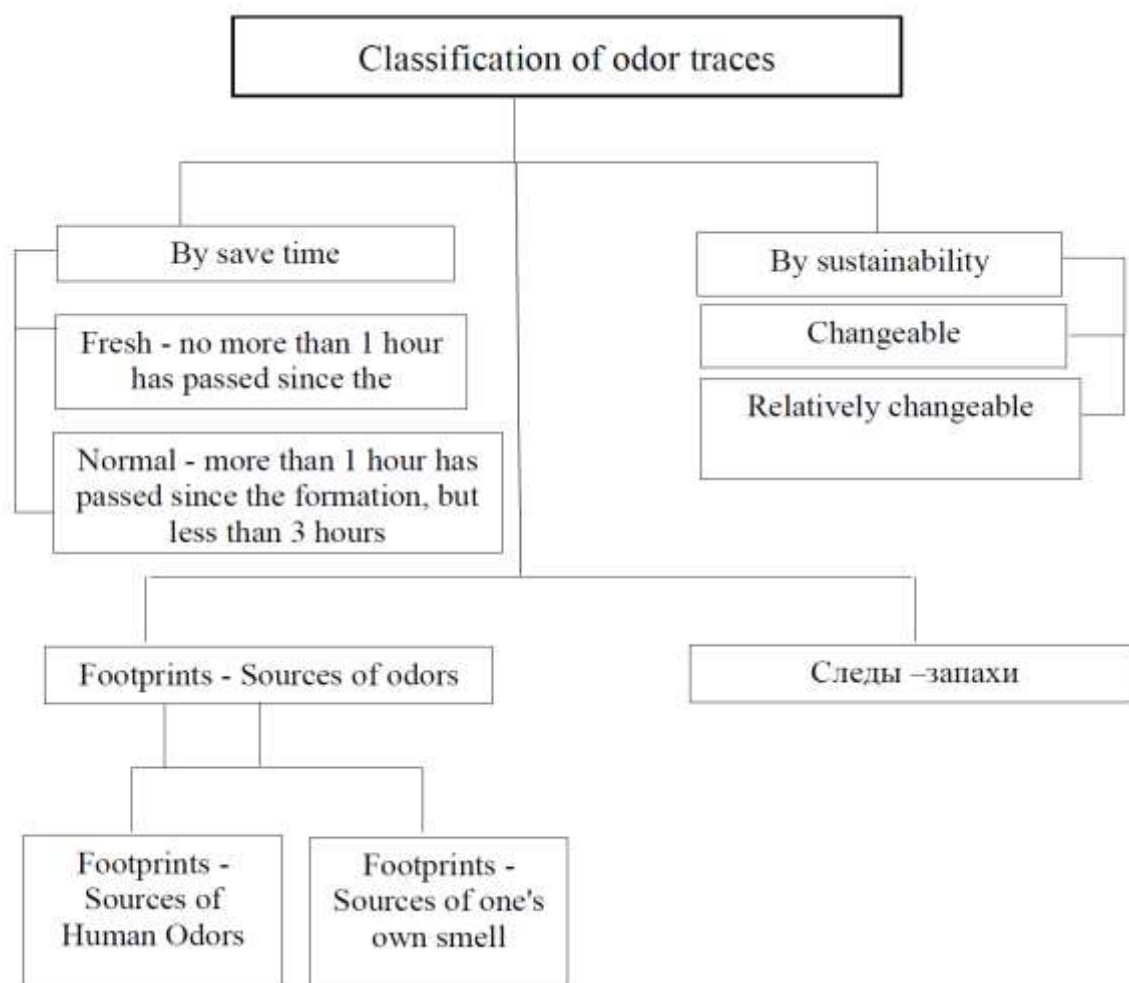 Classification of odor traces
By save time
Fresh - no more than 1 hour
has passed since the
Normal - more than 1 hour has
passed since the formation, but
less than 3 hours
By sustainability
Changeable
Relatively changeable
Footprints - Sources of odors
Следы –запахи
Footprints -
Sources of
Human Odors
Footprints -
Sources of one's
own smell